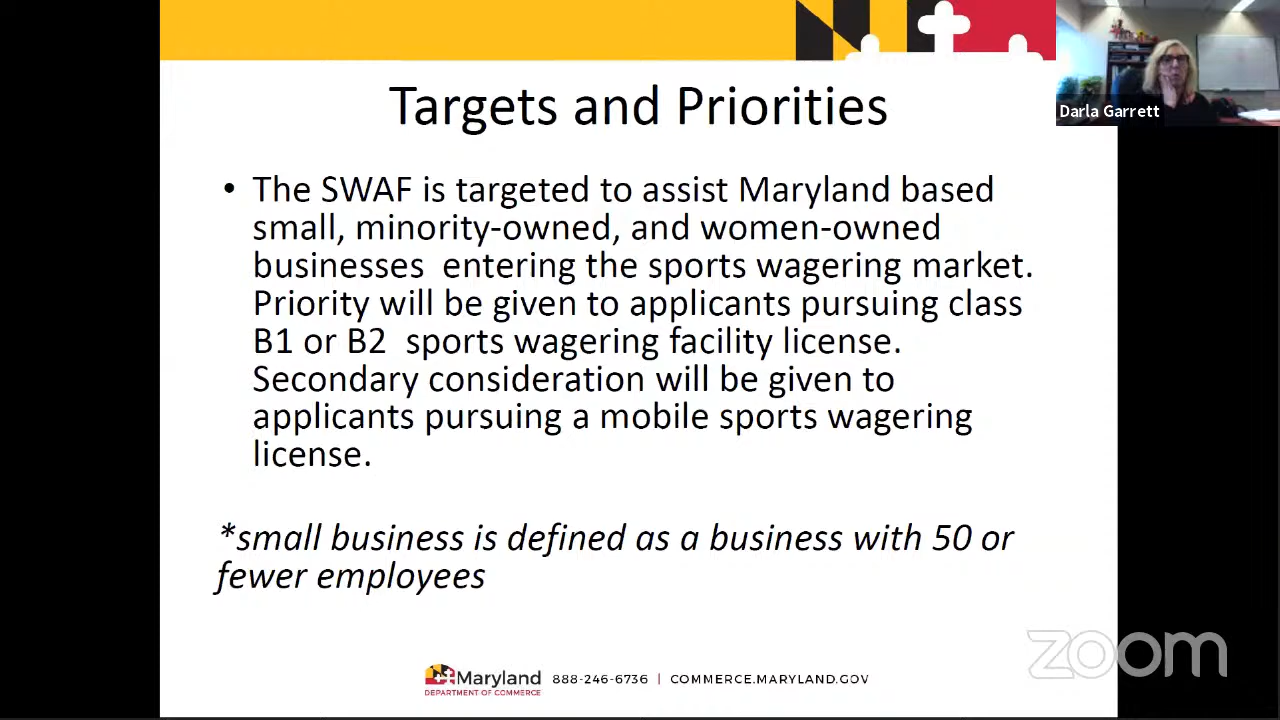 Targets and Priorities
Darla Garrett
• The SWAF is targeted to assist Maryland based
small, minority-owned, and women-owned
businesses  entering the sports wagering market.
Priority will be given to applicants pursuing class
B1 or B2  sports wagering facility license.
Secondary consideration will be given to
applicants pursuing a mobile sports wagering
license.
*small business is defined as a business with 50 or
fewer employees
zoom
Maryland
DEPARTMENT OF COMMERCE
888-246-6736 | COMMERCE.MARYLAND.GOV